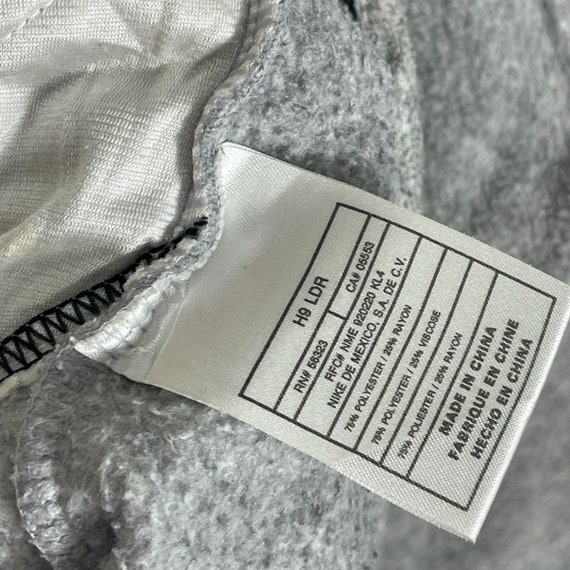 H9 LDR
RN# 56323 CA# 05553
RFC# NME 920220 KL4
NIKE DE MEXICO, S.A. DE C.V.
75% POLYESTER / 25% RAYON
75% POLYESTER / 25% VISCOSE
75% POLIESTER / 25% RAYON
MADE IN CHINA
FABRIQUE EN CHINE
HECHO EN CHINA